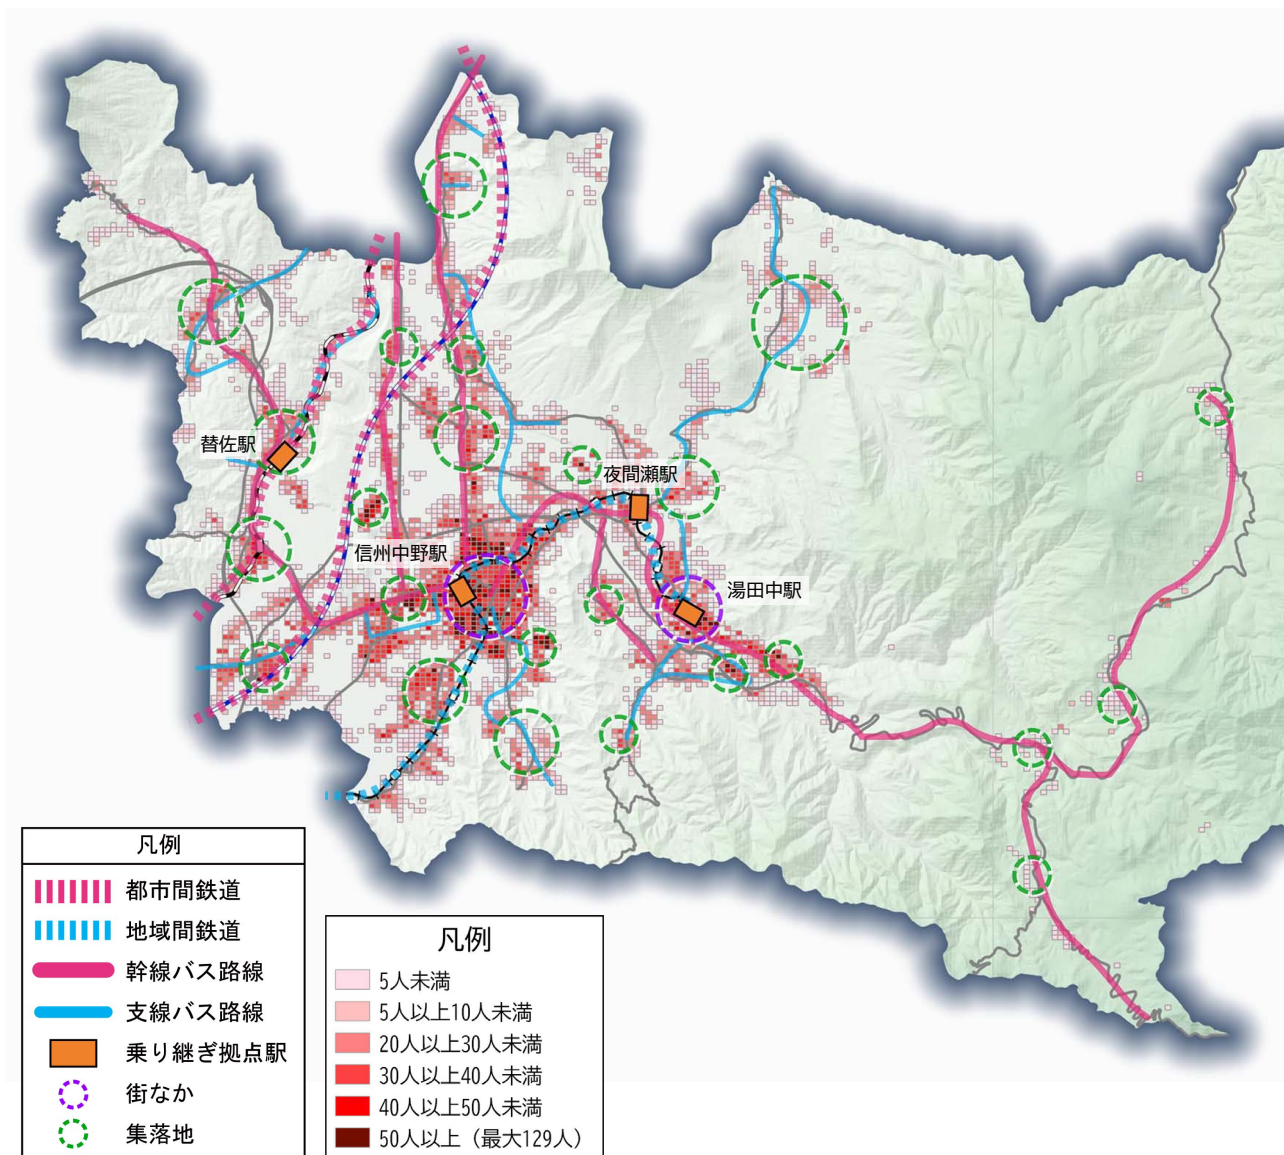 替佐駅
夜間瀬駅
信州中野駅
湯田中駅
凡例
都市間鉄道
地域間鉄道
幹線バス路線
支線バス路線
乗り継ぎ拠点駅
街なか
集落地
凡例
5人未満
5人以上10人未満
20人以上30人未満
30人以上40人未満
40人以上50人未満
50人以上（最大129人）